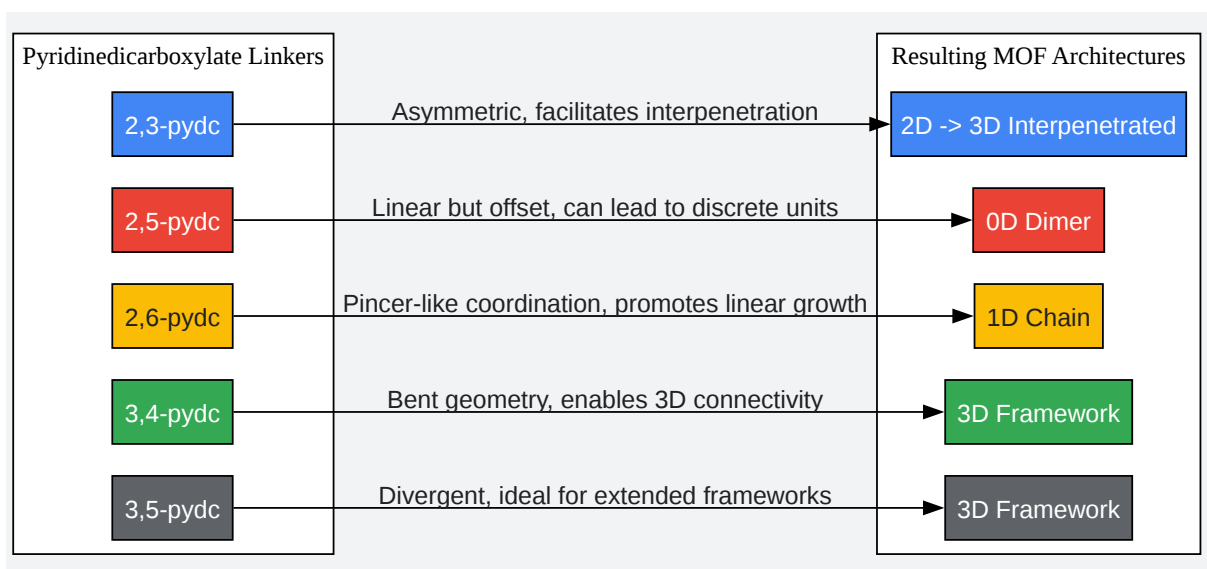 Pyridinedicarboxylate Linkers
Resulting MOF Architectures
2,3-pydc
Asymmetric, facilitates interpenetration
2D -> 3D Interpenetrated
2,5-pydc
Linear but offset, can lead to discrete units
0D Dimer
2,6-pydc
Pincer-like coordination, promotes linear growth
1D Chain
3,4-pydc
Bent geometry, enables 3D connectivity
3D Framework
3,5-pydc
Divergent, ideal for extended frameworks
3D Framework